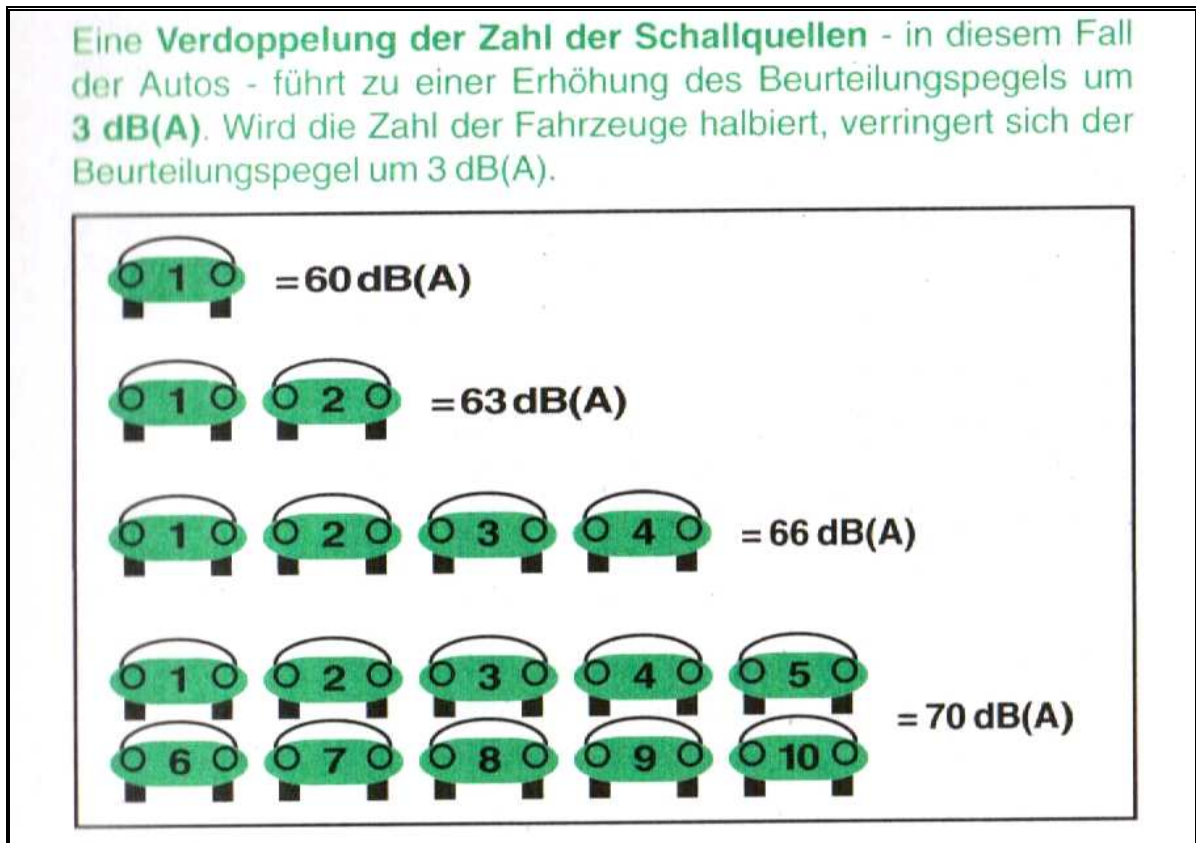 Eine Verdoppelung der Zahl der Schallquellen - in diesem Fall
der Autos - führt zu einer Erhöhung des Beurteilungspegels um
3 dB(A). Wird die Zahl der Fahrzeuge halbiert, verringert sich der
Beurteilungspegel um 3 dB(A).
1 = 60 dB(A)
1 2 = 63 dB(A)
1 2 3 4 = 66 dB(A)
1 2 3 4 5
= 70 dB(A)
6 7 8 9 10